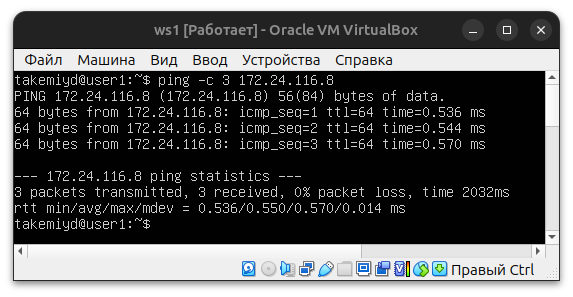 ws1 [Работает] - Oracle VM VirtualBox
Файл Машина Вид Ввод Устройства Справка
takemiyd@user1:~$ ping -c 3 172.24.116.8
PING 172.24.116.8 (172.24.116.8) 56(84) bytes of data.
64 bytes from 172.24.116.8: icmp_seq=1 ttl=64 time=0.536 ms
64 bytes from 172.24.116.8: icmp_seq=2 ttl=64 time=0.544 ms
64 bytes from 172.24.116.8: icmp_seq=3 ttl=64 time=0.570 ms
--- 172.24.116.8 ping statistics ---
3 packets transmitted, 3 received, 0% packet loss, time 2032ms
rtt min/avg/max/mdev = 0.536/0.550/0.570/0.014 ms
takemiyd@user1:~$
Правый Ctrl